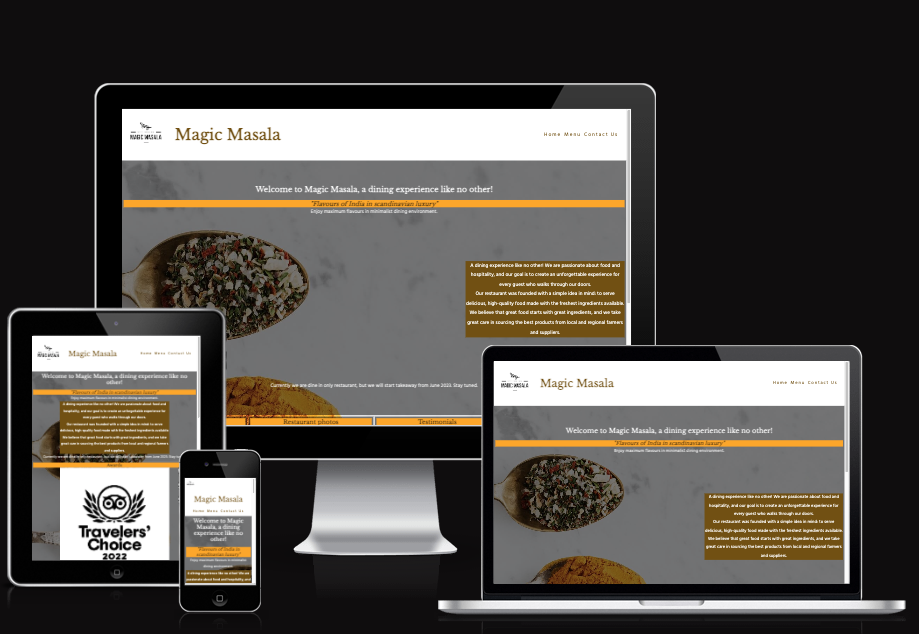 MAGIC MASALA
Magic Masala
Home Menu Contact Us
Welcome to Magic Masala, a dining experience like no other!
"Flavours of India in scandinavian luxury"
Enjoy maximum flavours in minimalist dining environment.
A dining experience like no other! We are passionate about food and
hospitality, and our goal is to create an unforgettable experience for
every guest who walks through our doors.
Our restaurant was founded with a simple idea in mind: to serve
delicious, high-quality food made with the freshest ingredients available.
We believe that great food starts with great ingredients, and we take
great care in sourcing the best products from local and regional farmers
and suppliers.
Currently we are dine in only restaurant, but we will start takeaway from June 2023. Stay tuned.
Restaurant photos
Testimonials
MAGIC MASALA
Magic Masala
Home Menu Contact Us
Welcome to Magic Masala, a dining experience like no
other!
"Flavours of India in scandinavian luxury"
Enjoy maximum flavours in minimalist dining environment.
A dining experience like no other! We are passionate about food and
hospitality, and our goal is to create an unforgettable experience for
every guest who walks through our doors.
Our restaurant was founded with a simple idea in mind: to serve
delicious, high-quality food made with the freshest ingredients available.
We believe that great food starts with great ingredients, and we take
great care in sourcing the best products from local and regional farmers
and suppliers.
Currently we are dine in only restaurant, but we will start takeaway from June 2023. Stay
Awards
Travelers'
Choice
2022
Magic Masala
Home Menu Contact Us
Welcome to Magic
Masala, a dining
experience like no
other!
"Flavours of India in
scandinavian luxury"
Enjoy maximum flavours in minimalistic
dining environment.
A dining experience like no other! We are
passionate about food and hospitality, and
MAGIC MASALA
Magic Masala
Home Menu Contact Us
Welcome to Magic Masala, a dining experience like no other!
"Flavours of India in scandinavian luxury"
Enjoy maximum flavours in minimalist dining environment.
A dining experience like no other! We are passionate about food and
hospitality, and our goal is to create an unforgettable experience for
every guest who walks through our doors.
Our restaurant was founded with a simple idea in mind: to serve
delicious, high-quality food made with the freshest ingredients available.
We believe that great food starts with great ingredients, and we take
great care in sourcing the best products from local and regional farmers
and suppliers.